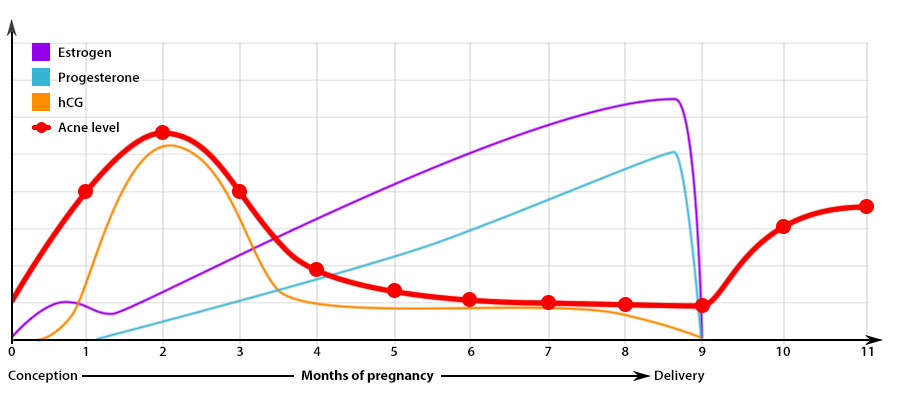 Estrogen
Progesterone
hCG
Acne level
0 1 2 3 4 5 6 7 8 9 10 11
Conception Months of pregnancy Delivery